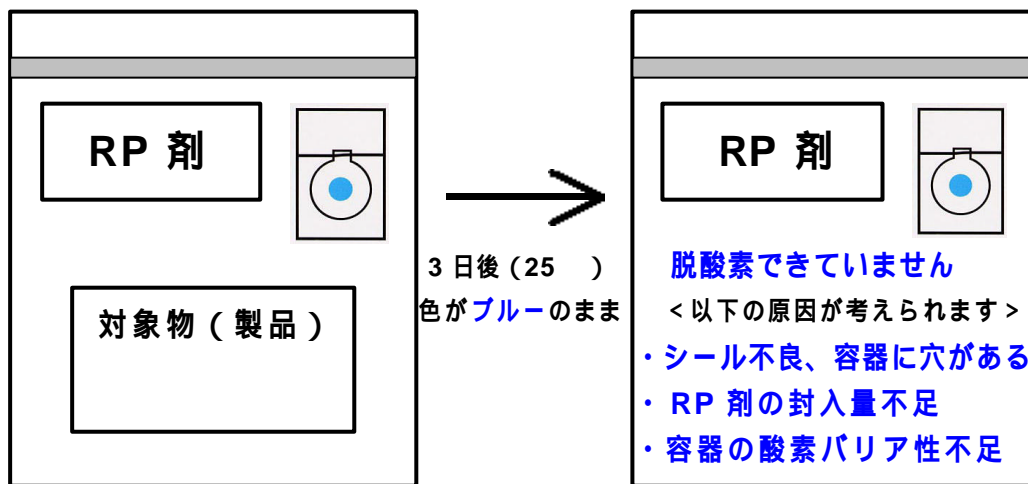 RP 剤
対象物（製品）
3 日後（25　）
色がブルーのまま
RP 剤
脱酸素できていません
＜以下の原因が考えられます＞
・シール不良、容器に穴がある
・ RP 剤の封入量不足
・容器の酸素バリア性不足